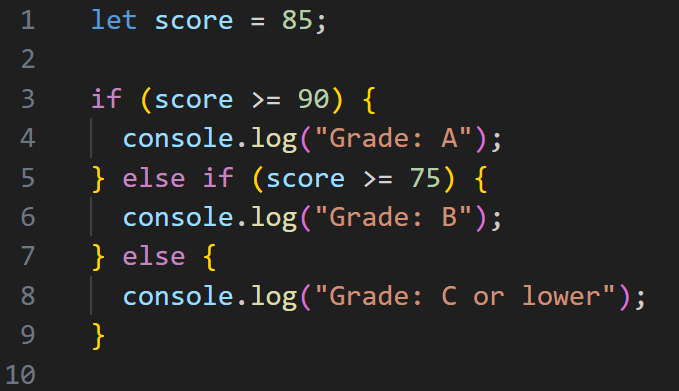 1 let score = 85;
2
3 if (score >= 90) {
4   console.log("Grade: A");
5 } else if (score >= 75) {
6   console.log("Grade: B");
7 } else {
8   console.log("Grade: C or lower");
9 }
10